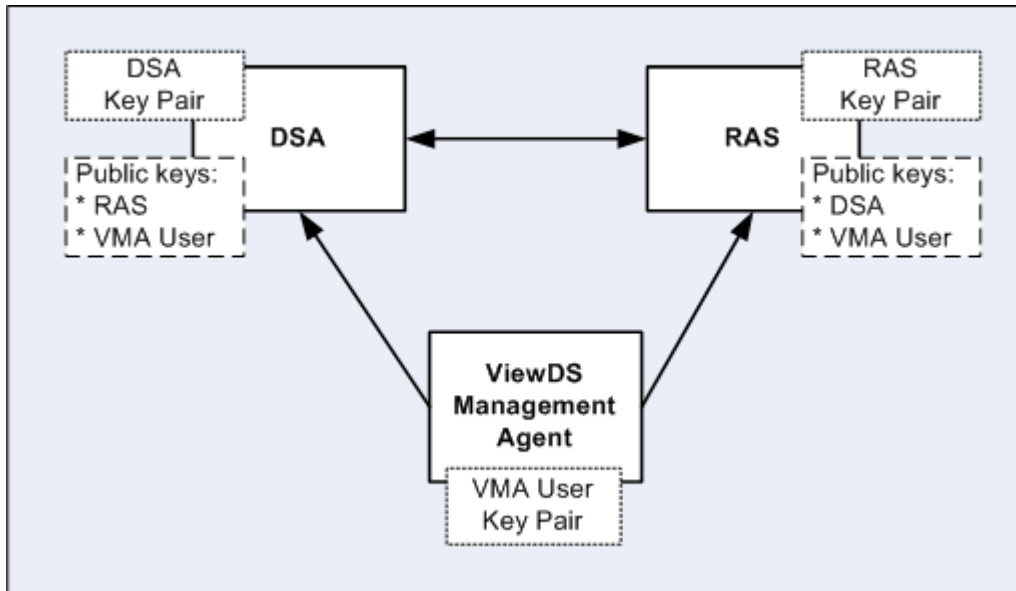 DSA
Key Pair
DSA
Public keys:
* RAS
* VMA User
RAS
Key Pair
RAS
Public keys:
* DSA
* VMA User
ViewDS
Management
Agent
VMA User
Key Pair